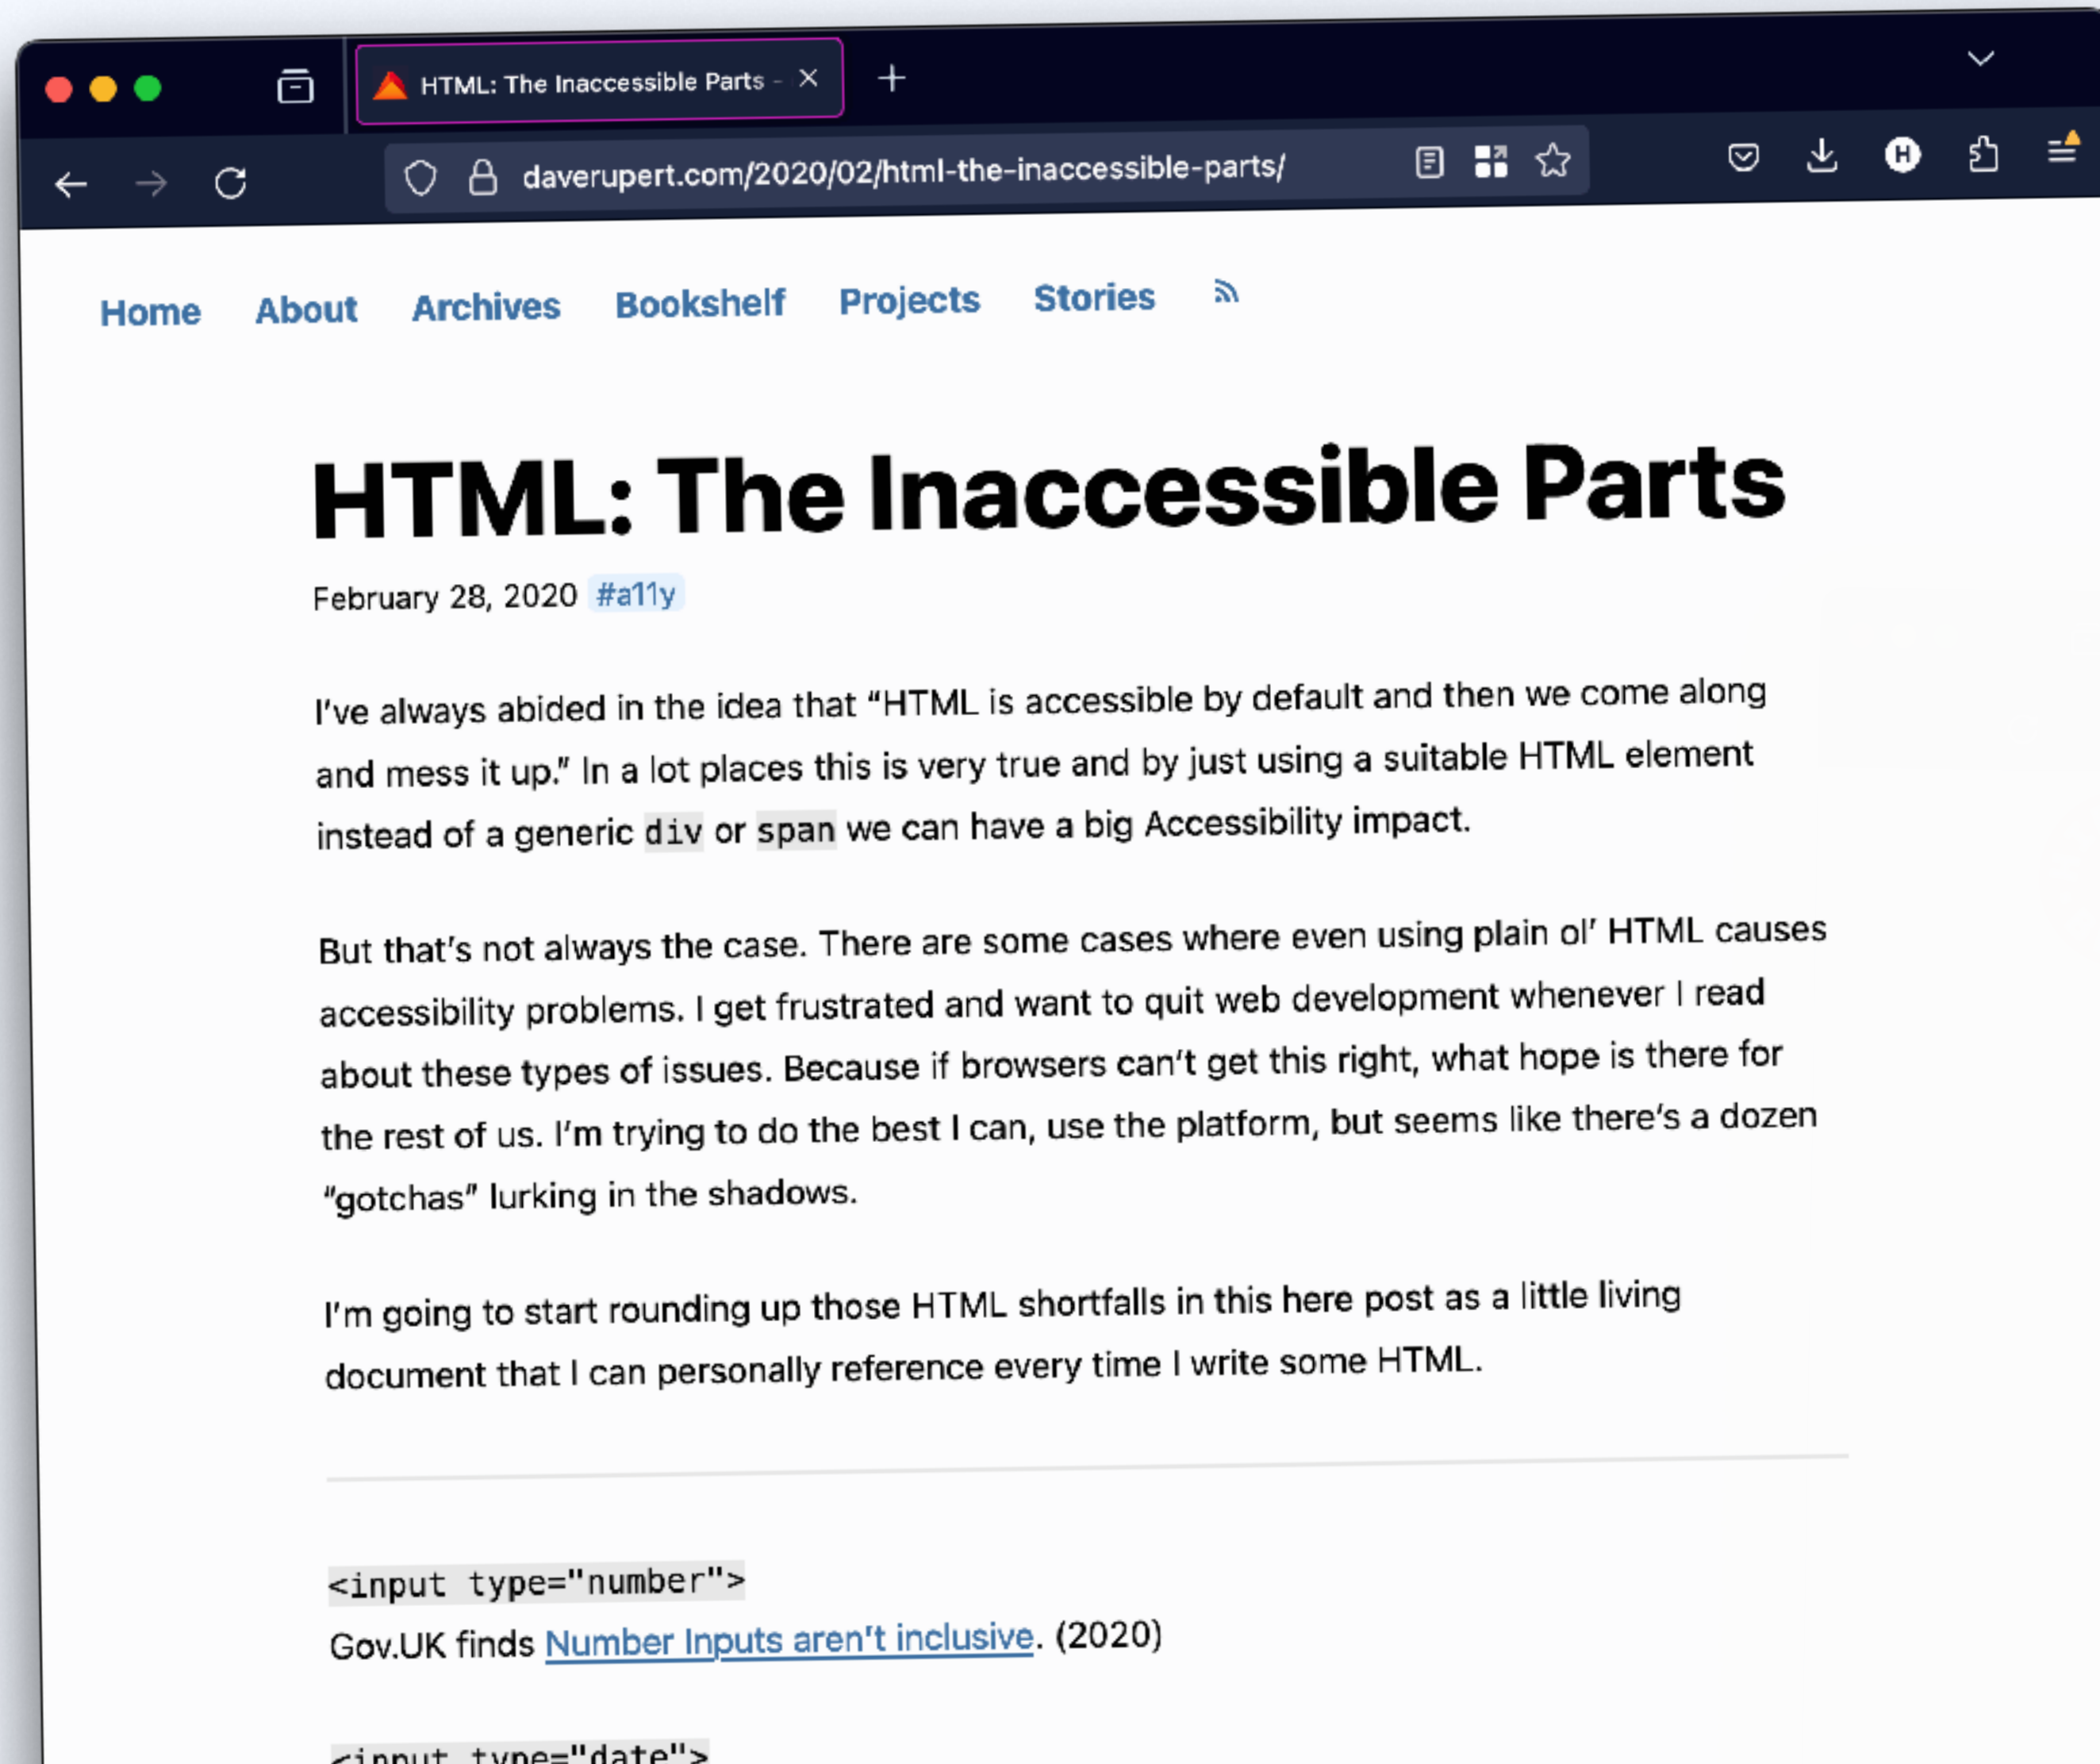 HTML: The Inaccessible Parts -
daverupert.com/2020/02/html-the-inaccessible-parts/
H
Home About Archives Bookshelf Projects Stories
HTML: The Inaccessible Parts
February 28, 2020 #a11y
I’ve always abided in the idea that “HTML is accessible by default and then we come along
and mess it up.” In a lot places this is very true and by just using a suitable HTML element
instead of a generic div or span we can have a big Accessibility impact.
But that’s not always the case. There are some cases where even using plain ol’ HTML causes
accessibility problems. I get frustrated and want to quit web development whenever I read
about these types of issues. Because if browsers can’t get this right, what hope is there for
the rest of us. I’m trying to do the best I can, use the platform, but seems like there’s a dozen
“gotchas” lurking in the shadows.
I’m going to start rounding up those HTML shortfalls in this here post as a little living
document that I can personally reference every time I write some HTML.
<input type="number">
Gov.UK finds Number Inputs aren’t inclusive. (2020)
<input type="date">